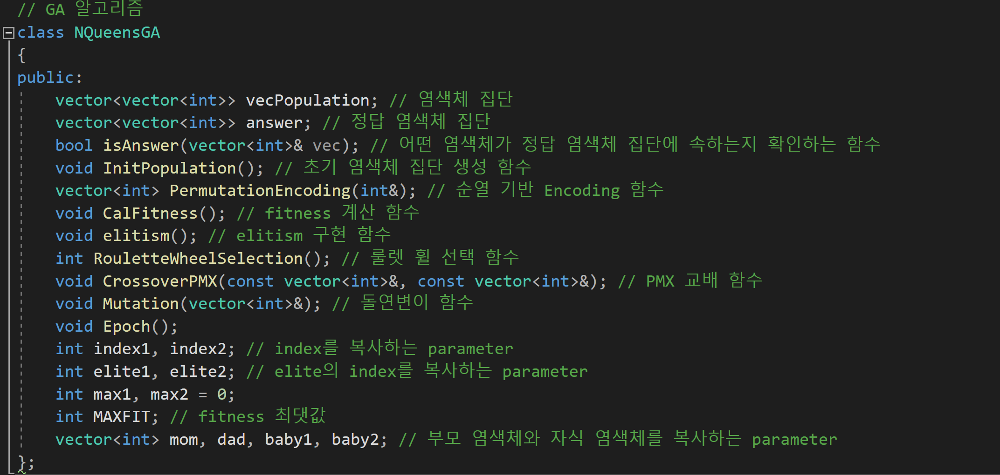 // GA 알고리즘
class NQueensGA
{
public:
vector<vector<int>> vecPopulation; // 염색체 집단
vector<vector<int>> answer; // 정답 염색체 집단
bool isAnswer(vector<int>& vec); // 어떤 염색체가 정답 염색체 집단에 속하는지 확인하는 함수
void InitPopulation(); // 초기 염색체 집단 생성 함수
vector<int> PermutationEncoding(int&); // 순열 기반 Encoding 함수
void CalFitness(); // fitness 계산 함수
void elitism(); // elitism 구현 함수
int RouletteWheelSelection(); // 룰렛 휠 선택 함수
void CrossoverPMX(const vector<int>&, const vector<int>&); // PMX 교배 함수
void Mutation(vector<int>&); // 돌연변이 함수
void Epoch();
int index1, index2; // index를 복사하는 parameter
int elite1, elite2; // elite의 index를 복사하는 parameter
int max1, max2 = 0;
int MAXFIT; // fitness 최댓값
vector<int> mom, dad, baby1, baby2; // 부모 염색체와 자식 염색체를 복사하는 parameter
};